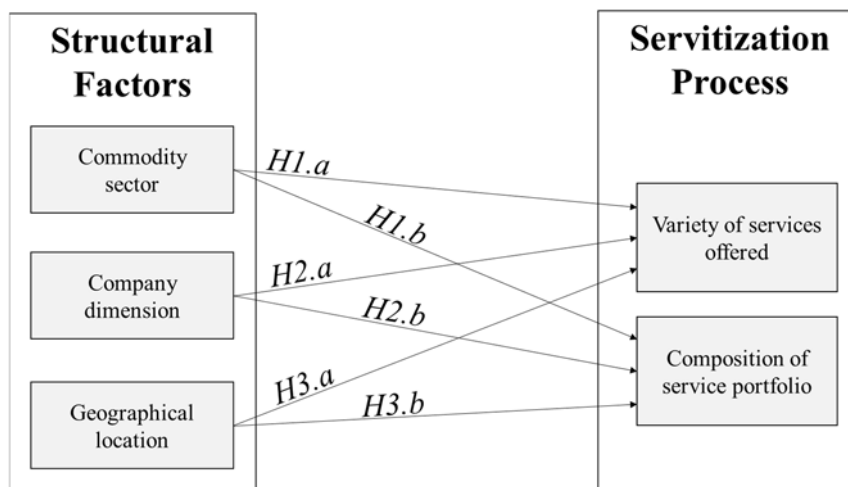 Structural
Factors
Commodity
sector
Company
dimension
Geographical
location
H1.a
H1.b
H2.a
H2.b
H3.a
H3.b
Servitization
Process
Variety of services
offered
Composition of
service portfolio